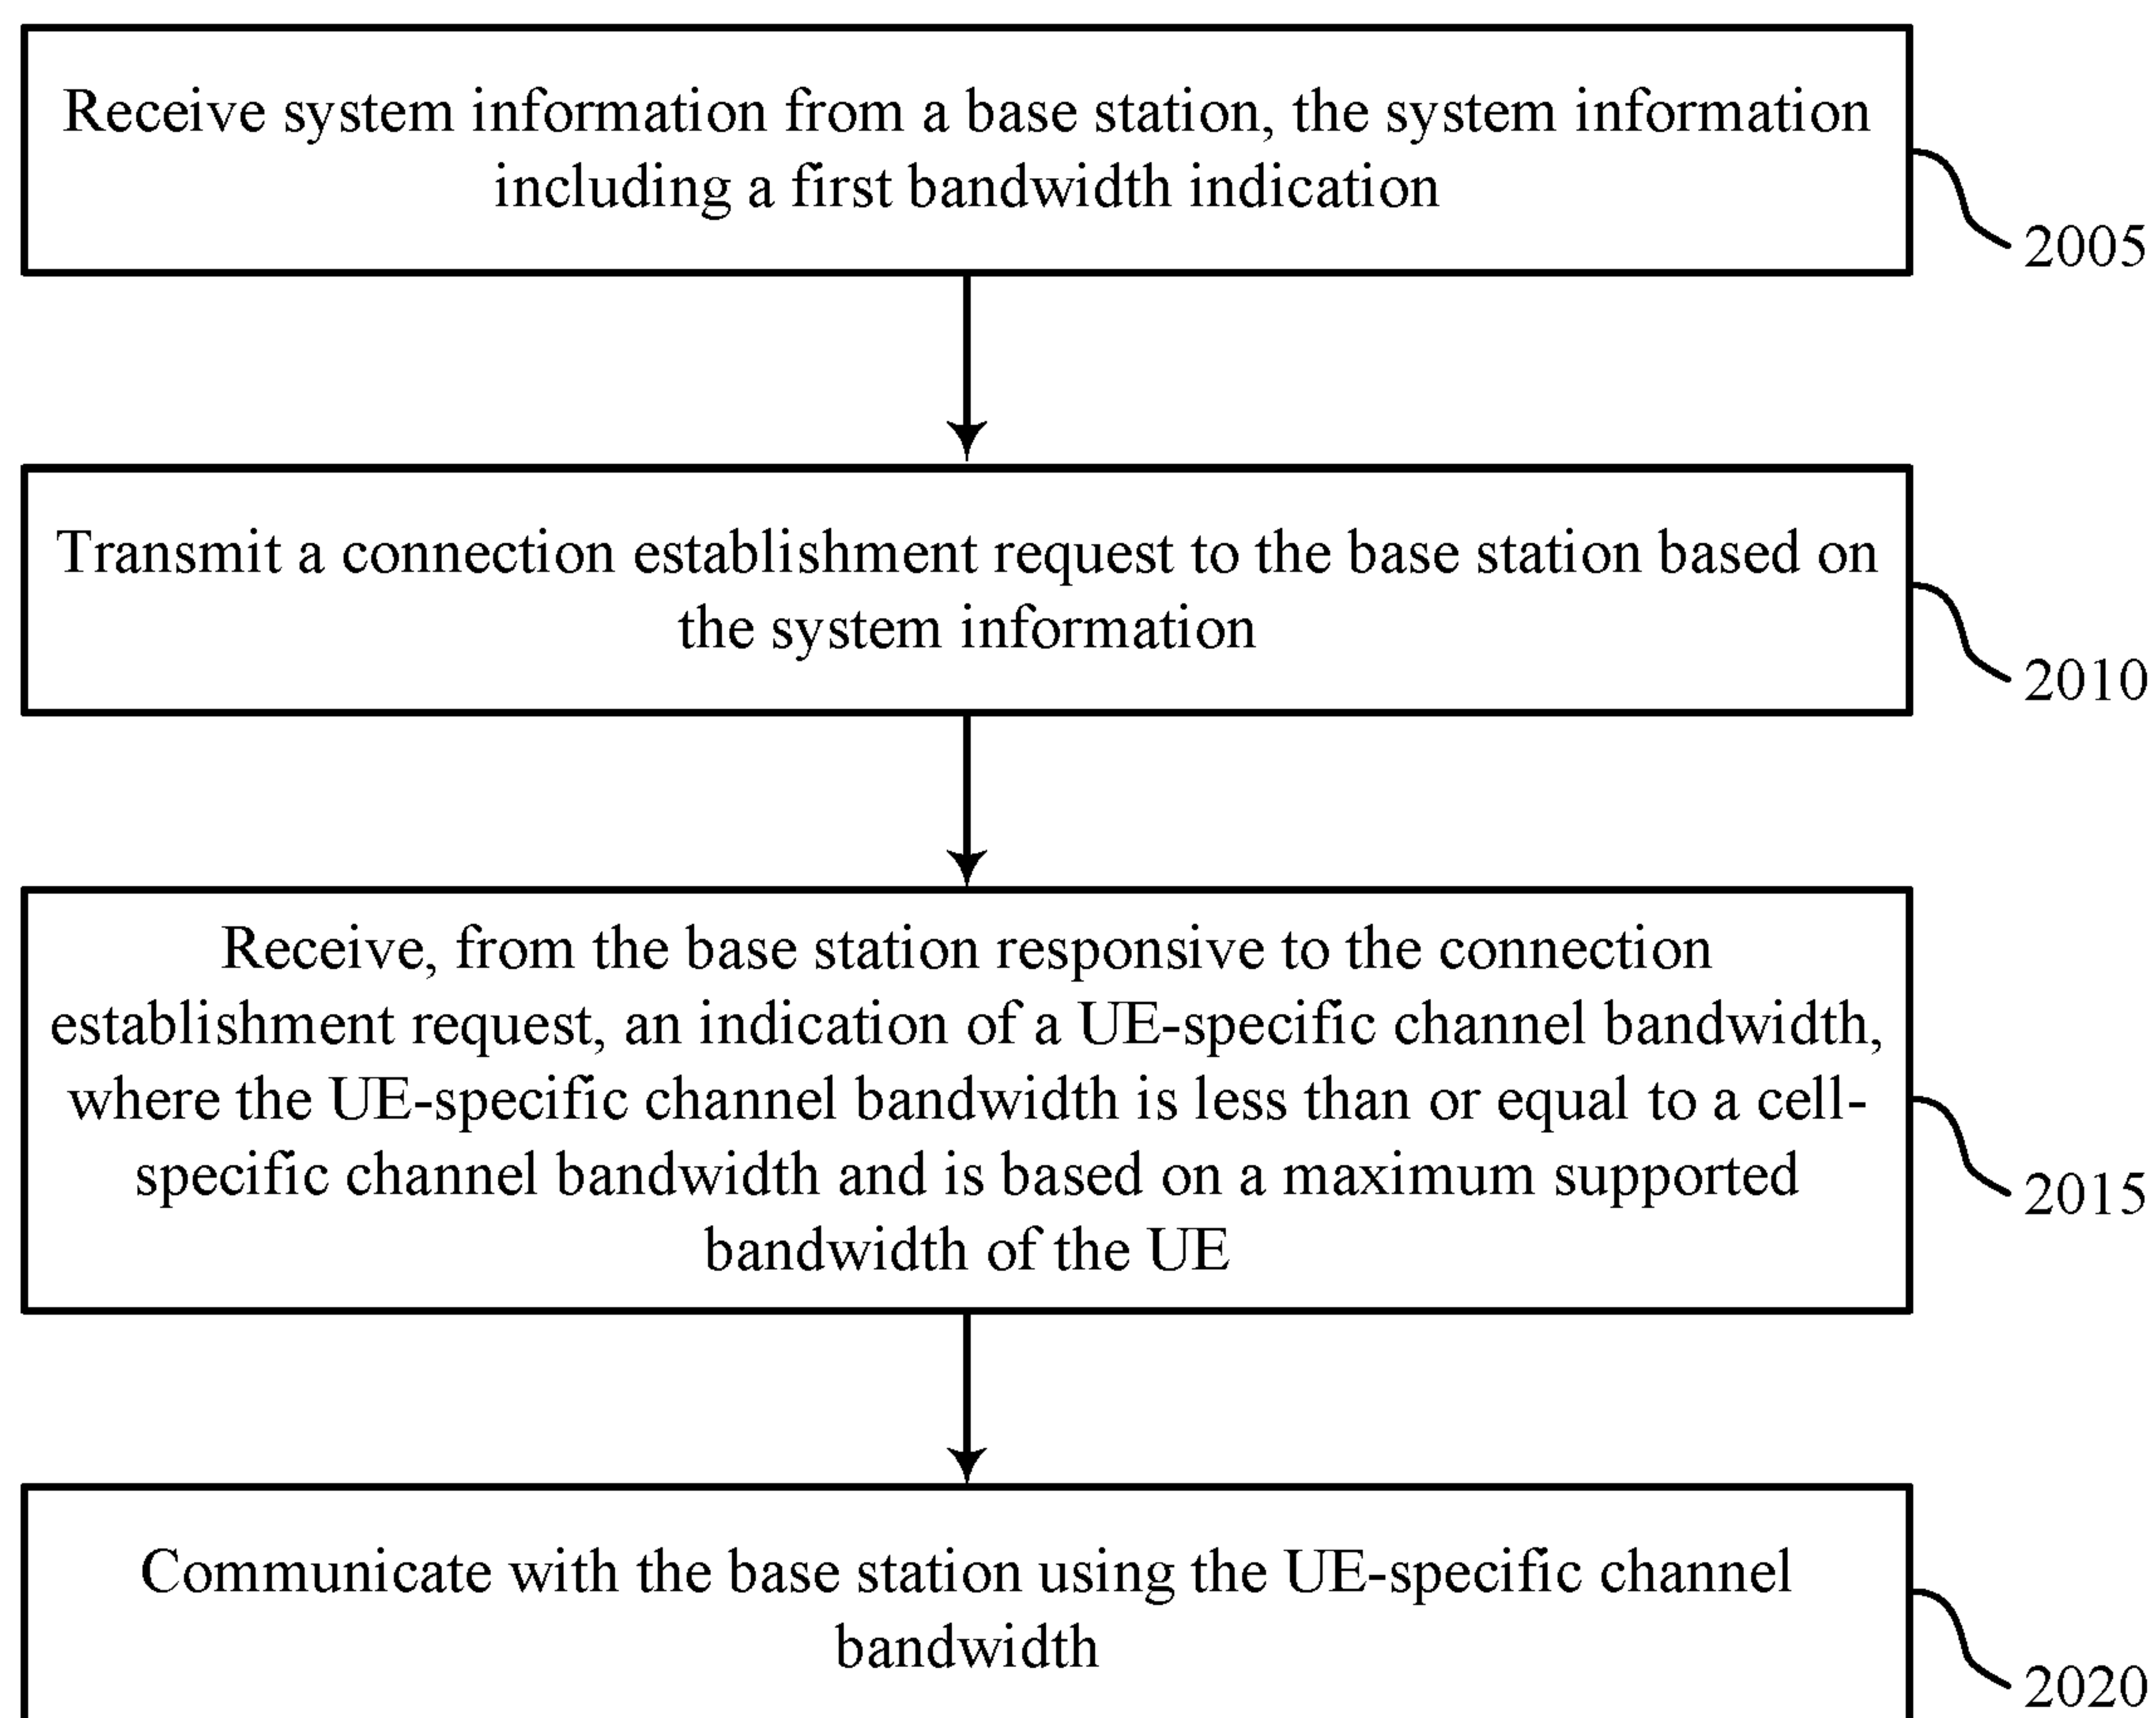 Receive system information from a base station, the system information
including a first bandwidth indication
2005
Transmit a connection establishment request to the base station based on
the system information
2010
Receive, from the base station responsive to the connection
establishment request, an indication of a UE-specific channel bandwidth,
where the UE-specific channel bandwidth is less than or equal to a cell-
specific channel bandwidth and is based on a maximum supported
bandwidth of the UE
2015
Communicate with the base station using the UE-specific channel
bandwidth
2020